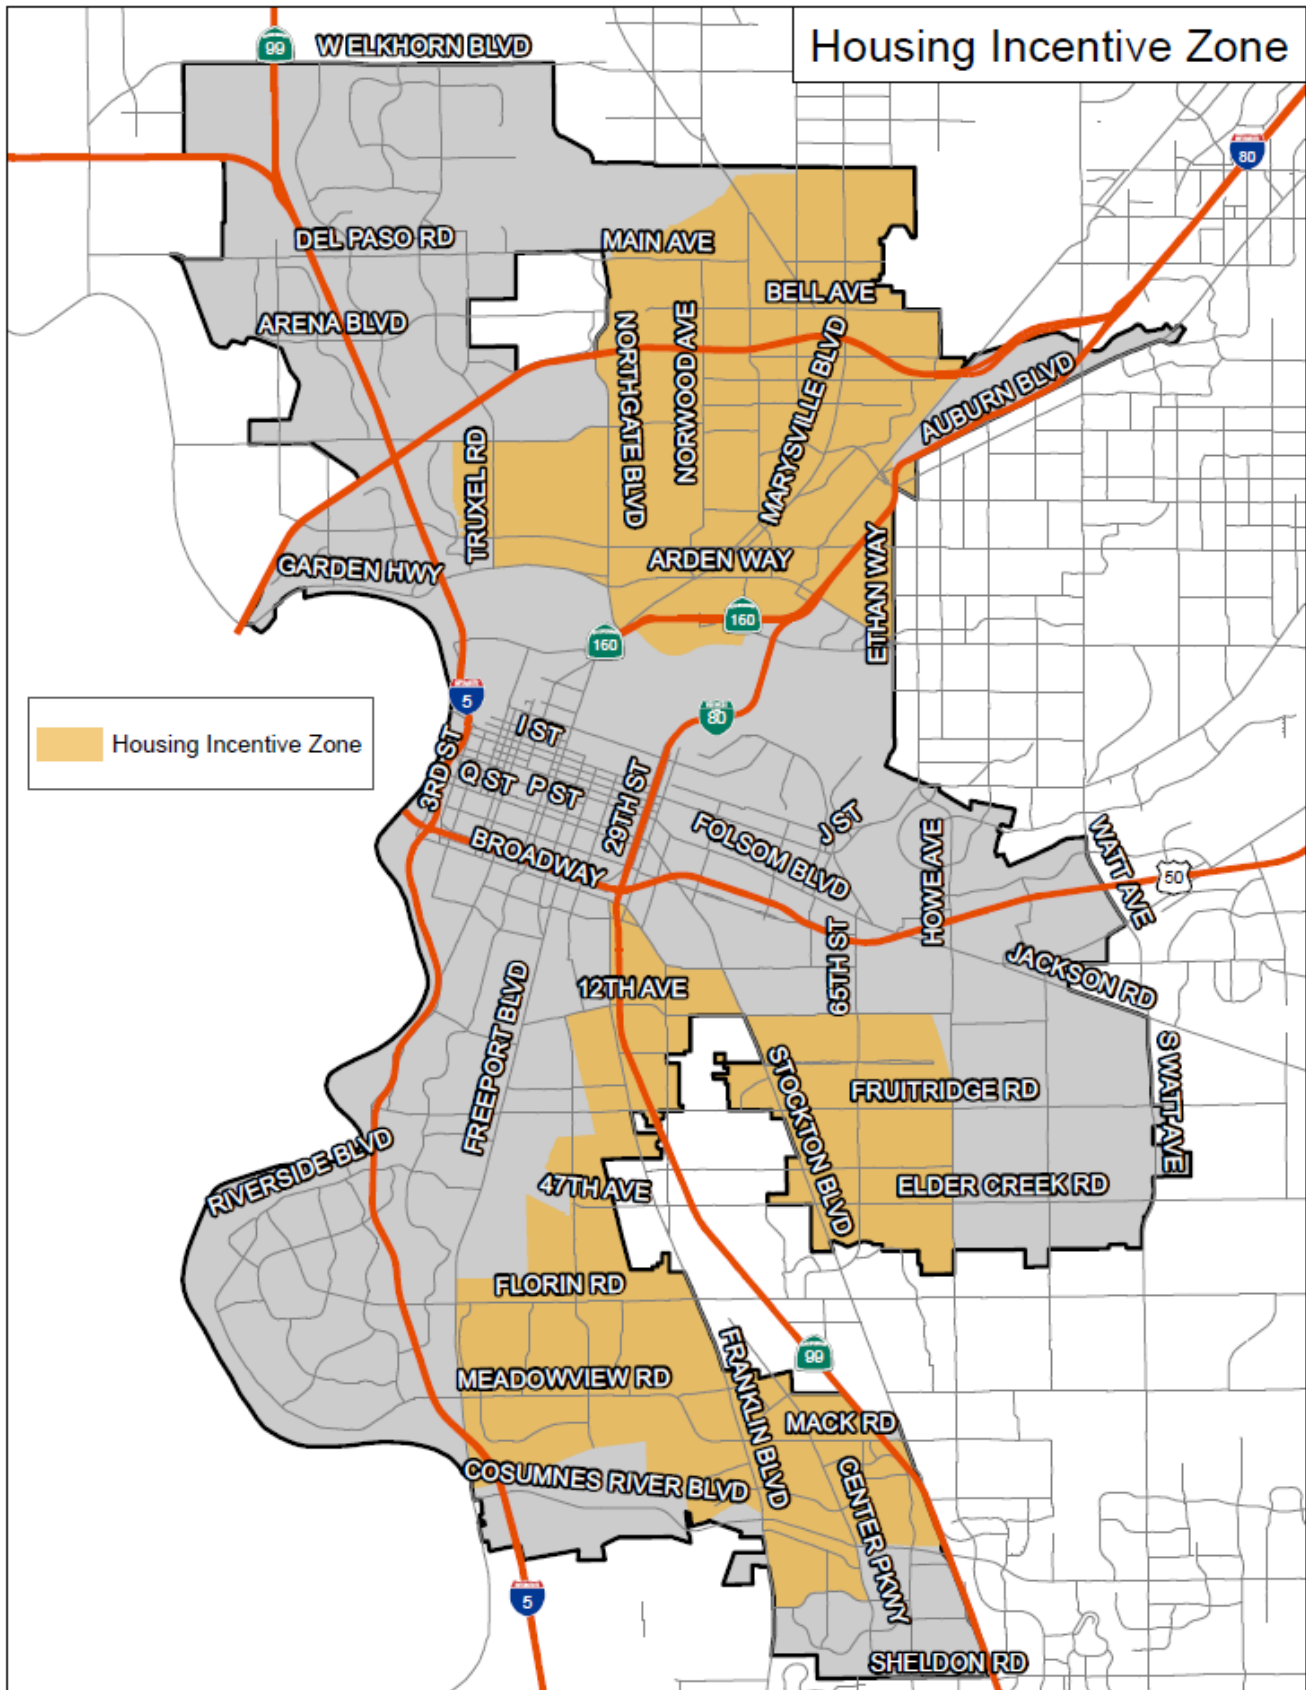 Housing Incentive Zone
99
W ELKHORN BLVD
80
DEL PASO RD
MAIN AVE
BELL AVE
ARENA BLVD
NORTHGATE BLVD
NORWOOD AVE
MARYSVILLE BLVD
AUBURN BLVD
TRUXEL RD
GARDEN HWY
ARDEN WAY
ETHAN WAY
160
160
5
80
Housing Incentive Zone
I ST
3RD ST
Q ST
P ST
29TH ST
J ST
BROADWAY
FOLSOM BLVD
HOWE AVE
WATT AVE
50
65TH ST
JACKSON RD
12TH AVE
FREEPORT BLVD
STOCKTON BLVD
FRUITRIDGE RD
S WATT AVE
RIVERSIDE BLVD
47TH AVE
ELDER CREEK RD
FLORIN RD
FRANKLIN BLVD
99
MEADOWVIEW RD
MACK RD
COSUMNES RIVER BLVD
CENTER PKWY
5
SHELDON RD